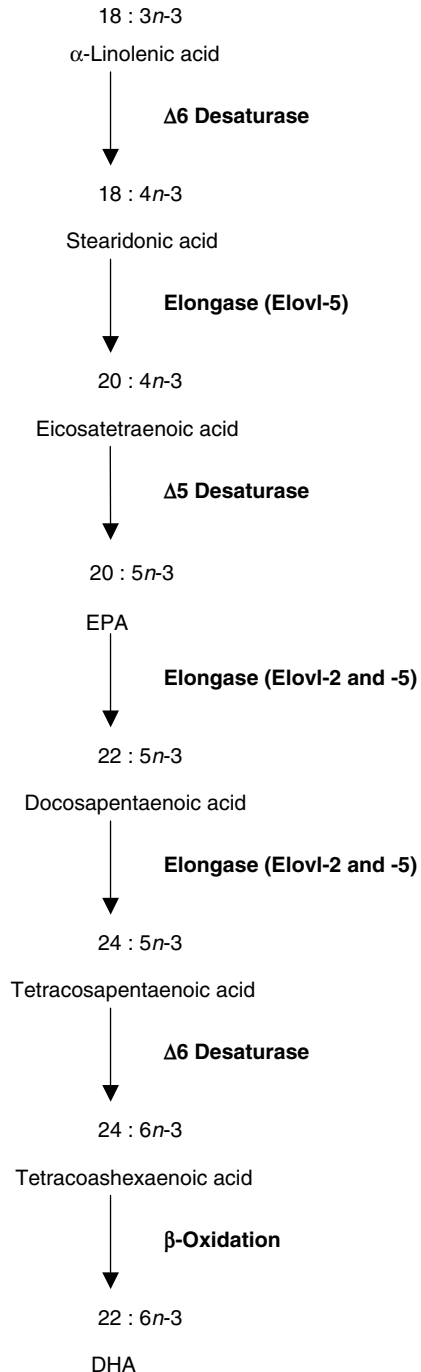 18 : 3n-3
α-Linolenic acid
Δ6 Desaturase
18 : 4n-3
Stearidonic acid
Elongase (Elovl-5)
20 : 4n-3
Eicosatetraenoic acid
Δ5 Desaturase
20 : 5n-3
EPA
Elongase (Elovl-2 and -5)
22 : 5n-3
Docosapentaenoic acid
Elongase (Elovl-2 and -5)
24 : 5n-3
Tetracosapentaenoic acid
Δ6 Desaturase
24 : 6n-3
Tetracoashexaenoic acid
β-Oxidation
22 : 6n-3
DHA